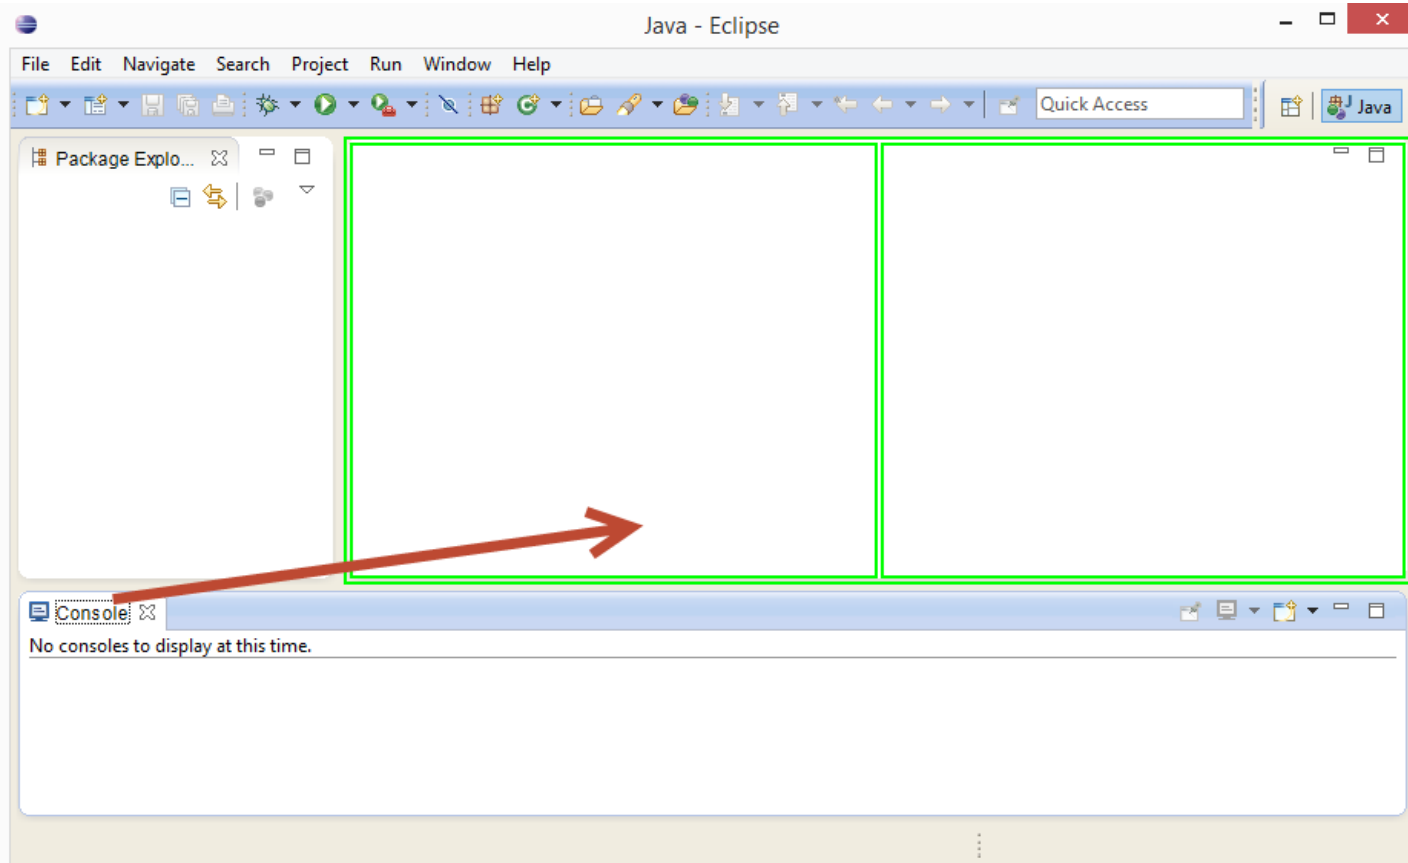 Java - Eclipse
File Edit Navigate Search Project Run Window Help
Quick Access
Java
Package Explo...
Console
No consoles to display at this time.